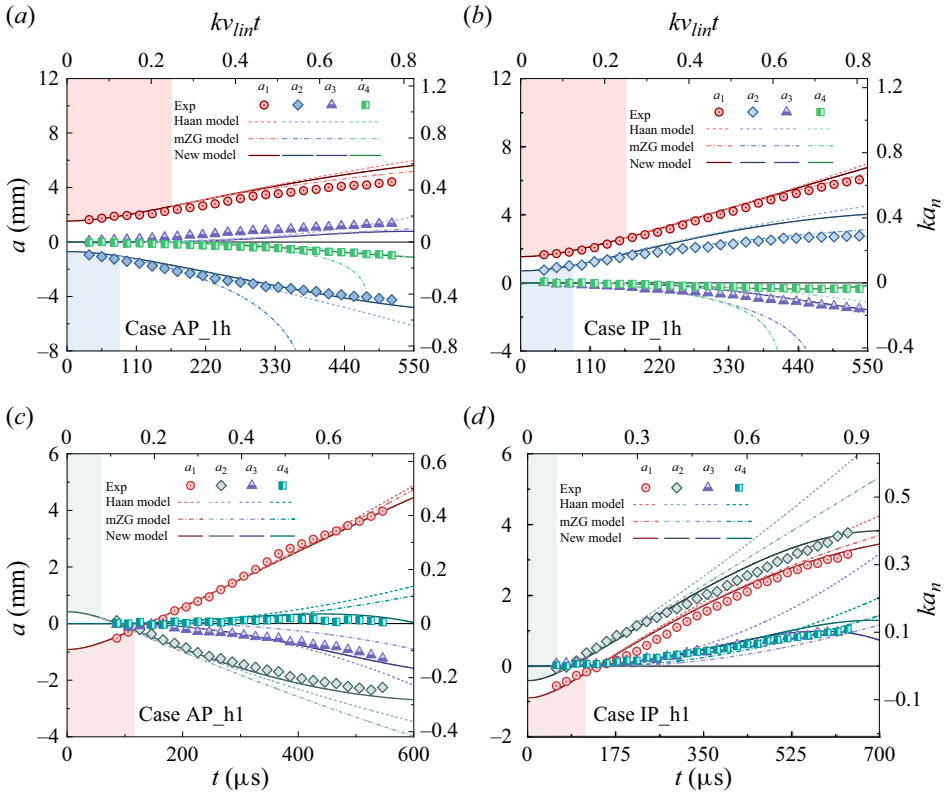 (a)
kv_lin t
(b)
kv_lin t
0 0.2 0.4 0.6 0.8
0 0.2 0.4 0.6 0.8
12
8
4
0
−4
−8
a (mm)
1.2
0.8
0.4
0
−0.4
−0.8
a1 a2 a3 a4
Exp
Haan model
mZG model
New model
Case AP_1h
0 110 220 330 440 550
12
8
4
0
−4
1.2
0.8
0.4
0
−0.4
ka_n
a1 a2 a3 a4
Exp
Haan model
mZG model
New model
Case IP_1h
0 110 220 330 440 550
(c)
(d)
0 0.2 0.4 0.6
0 0.3 0.6 0.9
6
4
2
0
−2
−4
a (mm)
0.6
0.4
0.2
0
−0.2
−0.4
a1 a2 a3 a4
Exp
Haan model
mZG model
New model
Case AP_h1
0 200 400 600
t (μs)
6
4
2
0
−2
0.5
0.3
0.1
−0.1
ka_n
a1 a2 a3 a4
Exp
Haan model
mZG model
New model
Case IP_h1
0 175 350 525 700
t (μs)